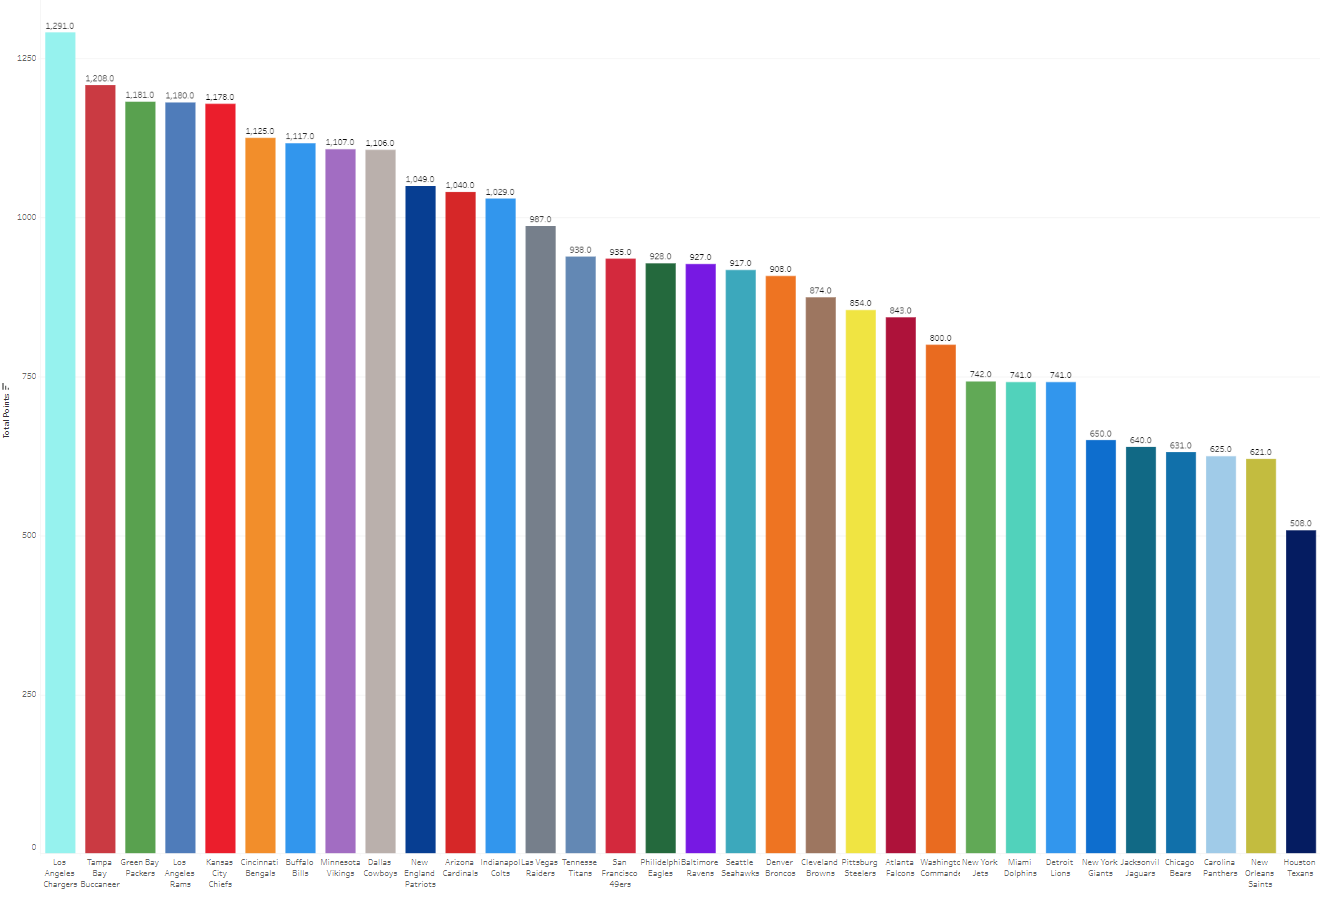 1,291.0
1,208.0
1,181.0
1,180.0
1,178.0
1,125.0
1,117.0
1,107.0
1,106.0
1,049.0
1,040.0
1,029.0
987.0
938.0
935.0
928.0
927.0
917.0
908.0
874.0
854.0
843.0
800.0
742.0
741.0
741.0
650.0
640.0
631.0
625.0
621.0
508.0
1250
1000
750
500
250
0
Total Points
Los
Angeles
Chargers
Tampa
Bay
Buccaneer
Green Bay
Packers
Los
Angeles
Rams
Kansas
City
Chiefs
Cincinnati
Bengals
Buffalo
Bills
Minnesota
Vikings
Dallas
Cowboys
New
England
Patriots
Arizona
Cardinals
Indianapol
Colts
Las Vegas
Raiders
Tennesse
Titans
San
Francisco
49ers
Philidelphi
Eagles
Baltimore
Ravens
Seattle
Seahawks
Denver
Broncos
Cleveland
Browns
Pittsburg
Steelers
Atlanta
Falcons
Washingtc
Commande
New York
Jets
Miami
Dolphins
Detroit
Lions
New York
Giants
Jacksonvil
Jaguars
Chicago
Bears
Carolina
Panthers
New
Orleans
Saints
Houston
Texans